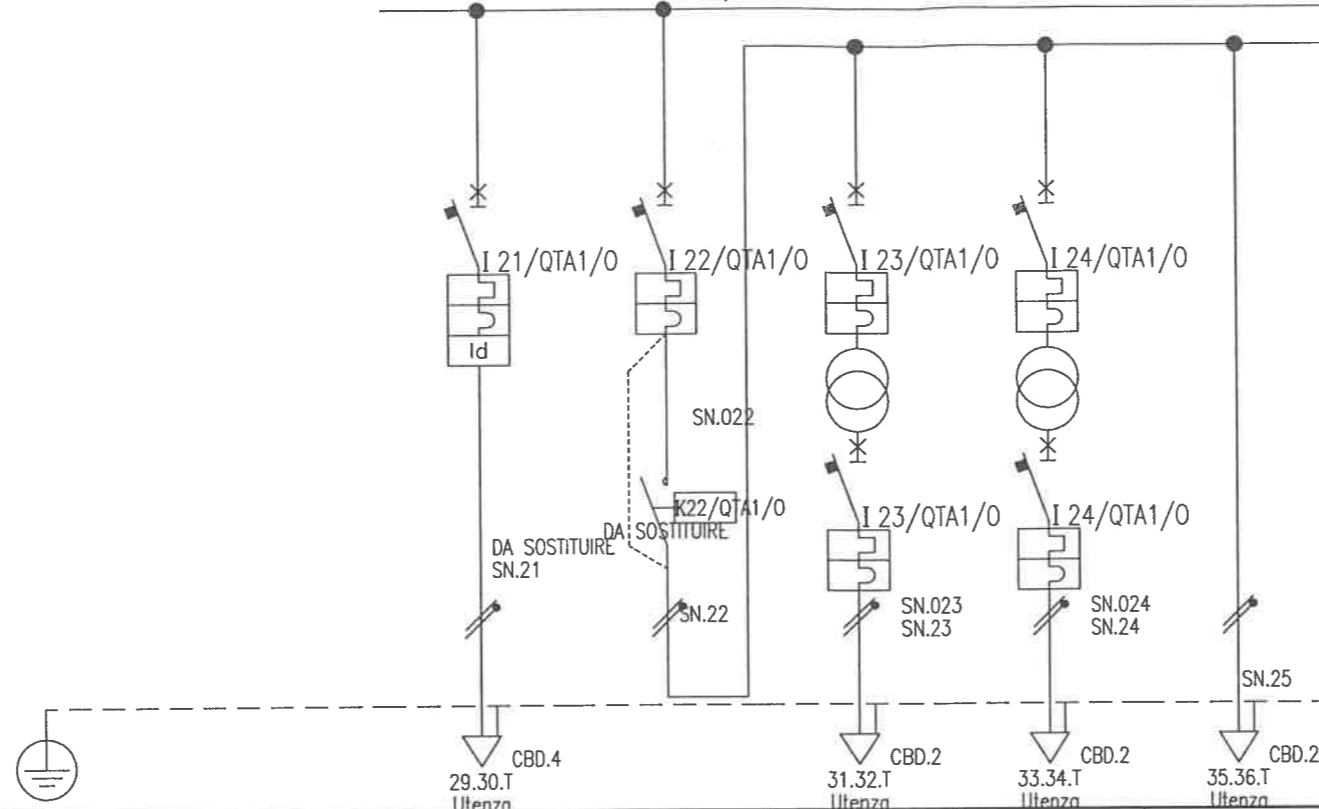 I 21/QTA1/0
I 22/QTA1/0
I 23/QTA1/0
I 24/QTA1/0
Id
SN.022
K22/QTA1/0
DA SOSTITUIRE
I 23/QTA1/0
I 24/QTA1/0
DA SOSTITUIRE
SN.21
SN.22
SN.023
SN.23
SN.024
SN.24
SN.25
CBD.4
CBD.2
CBD.2
CBD.2
29.30.T
31.32.T
33.34.T
35.36.T
Utenza
Utenza
Utenza
Utenza